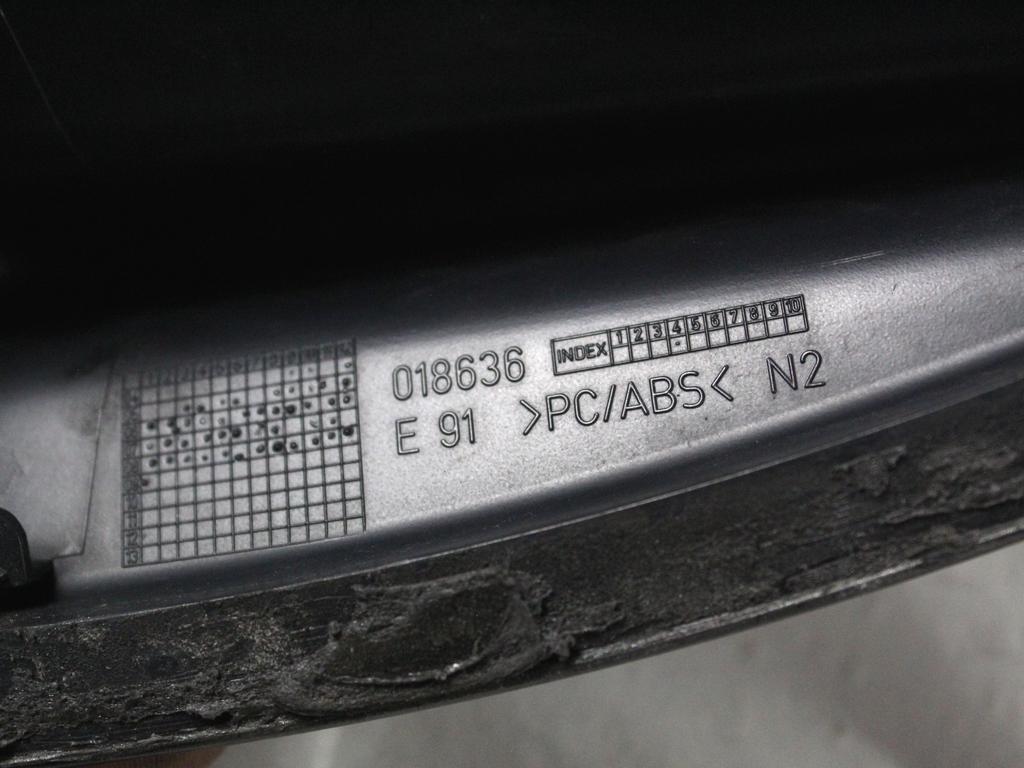 018636
INDEX 1 2 3 4 5 6 7 8 9 10
E 91 >PC/ABS< N2